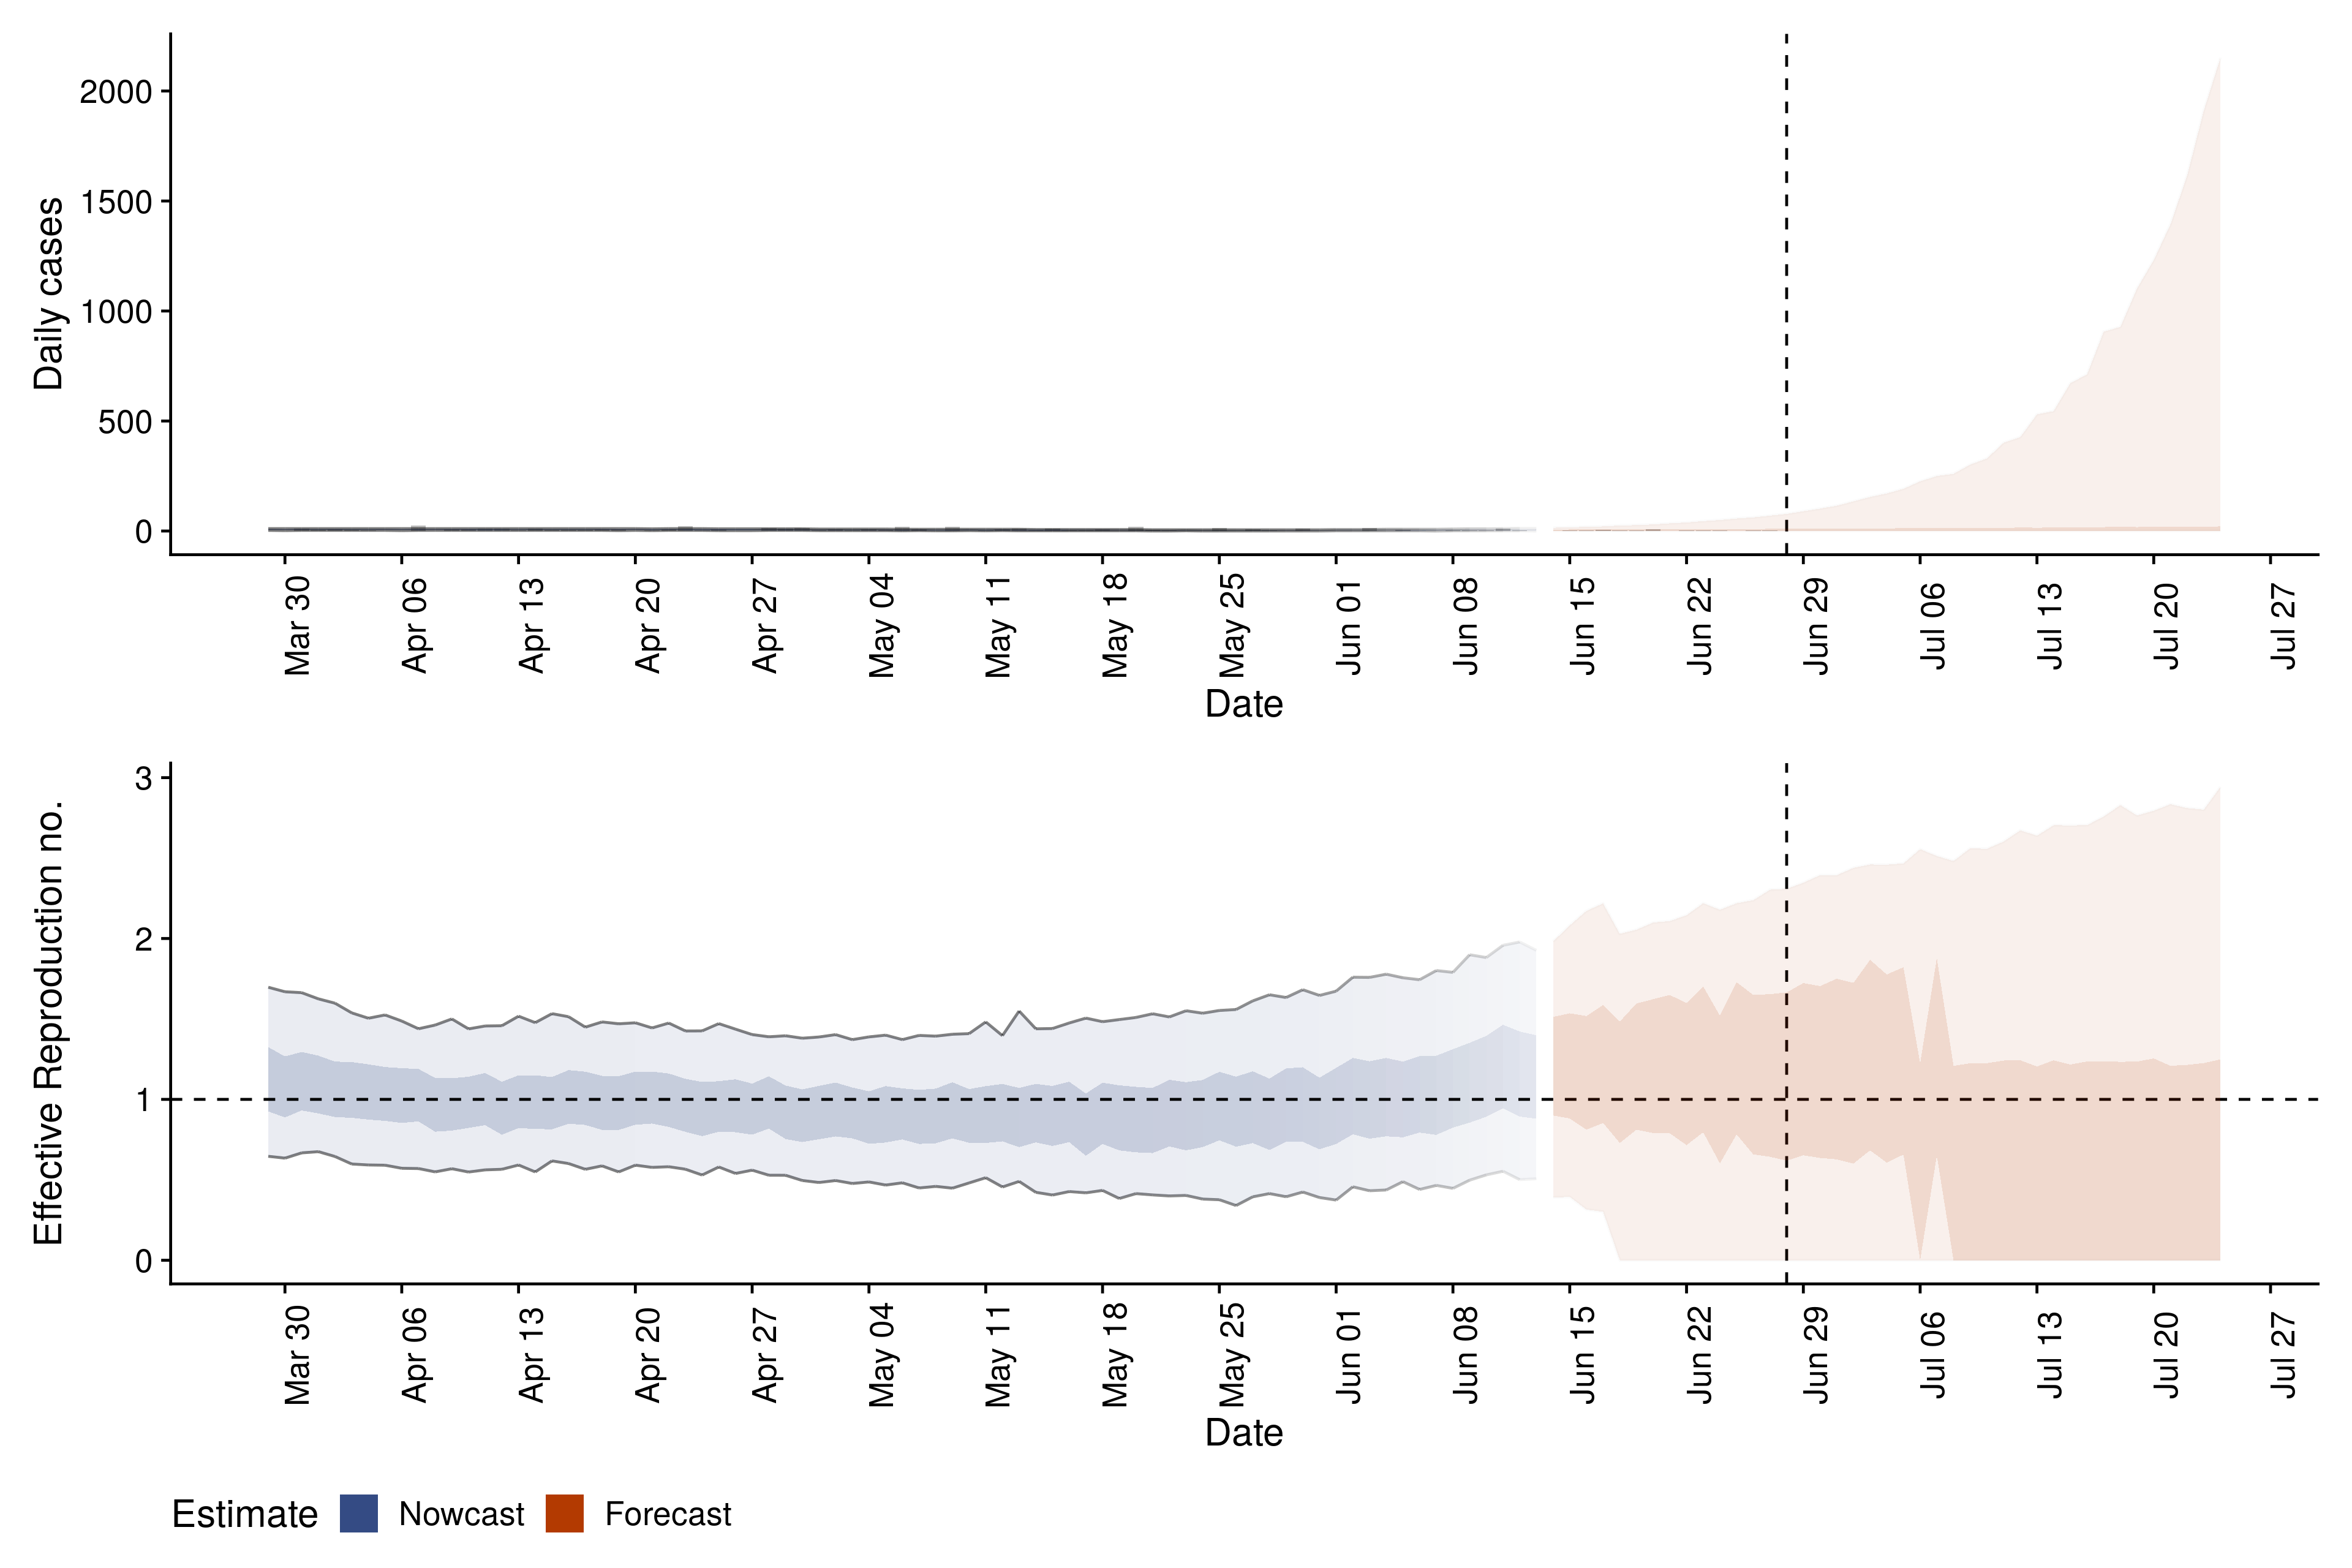 Daily cases
2000
1500
1000
500
0
Mar 30
Apr 06
Apr 13
Apr 20
Apr 27
May 04
May 11
May 18
May 25
Jun 01
Jun 08
Jun 15
Jun 22
Jun 29
Jul 06
Jul 13
Jul 20
Jul 27
Date
Effective Reproduction no.
3
2
1
0
Mar 30
Apr 06
Apr 13
Apr 20
Apr 27
May 04
May 11
May 18
May 25
Jun 01
Jun 08
Jun 15
Jun 22
Jun 29
Jul 06
Jul 13
Jul 20
Jul 27
Date
Estimate Nowcast Forecast